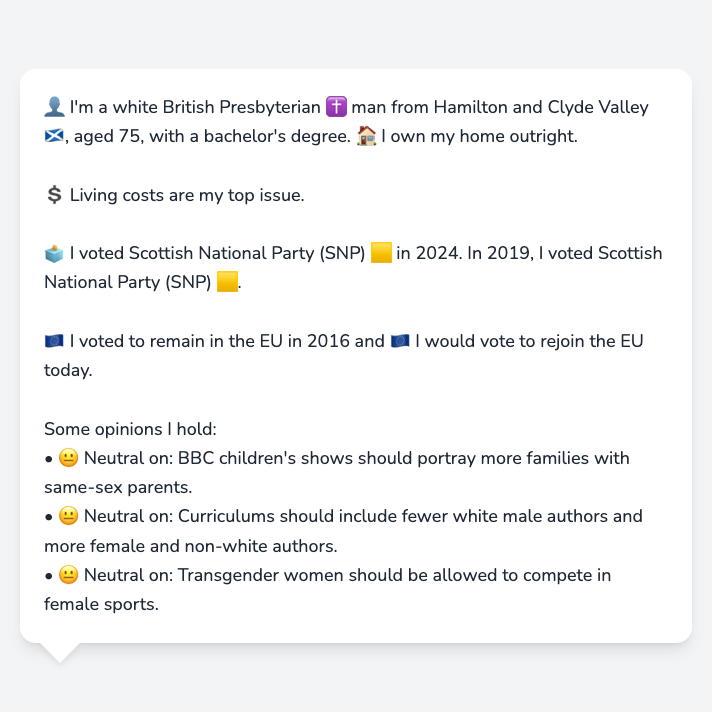 👤 I'm a white British Presbyterian ✝️ man from Hamilton and Clyde Valley
🏴󠁧󠁢󠁳󠁣󠁴󠁿, aged 75, with a bachelor's degree. 🏠 I own my home outright.
💲 Living costs are my top issue.
🗳️ I voted Scottish National Party (SNP) 🟨 in 2024. In 2019, I voted Scottish
National Party (SNP) 🟨.
🇪🇺 I voted to remain in the EU in 2016 and 🇪🇺 I would vote to rejoin the EU
today.
Some opinions I hold:
• 😐 Neutral on: BBC children's shows should portray more families with
same-sex parents.
• 😐 Neutral on: Curriculums should include fewer white male authors and
more female and non-white authors.
• 😐 Neutral on: Transgender women should be allowed to compete in
female sports.